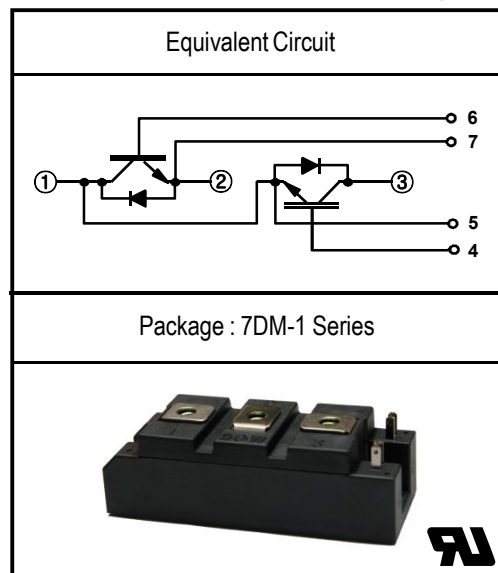 Equivalent Circuit
6
7
① ② ③
5
4
Package : 7DM-1 Series